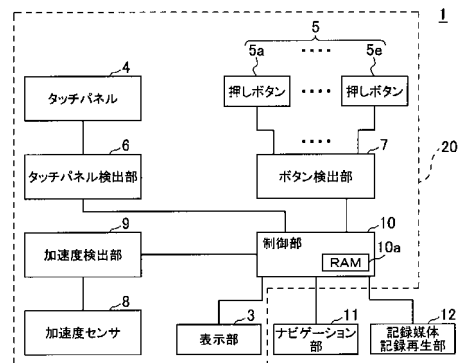 1
5
5a ・・・・ 5e
4
タッチパネル
押しボタン ・・・・ 押しボタン
・・・・
6
タッチパネル検出部
7
ボタン検出部
20
9
加速度検出部
10
制御部
10a
RAM
8
加速度センサ
3
表示部
11
ナビゲーション
部
12
記録媒体
記録再生部